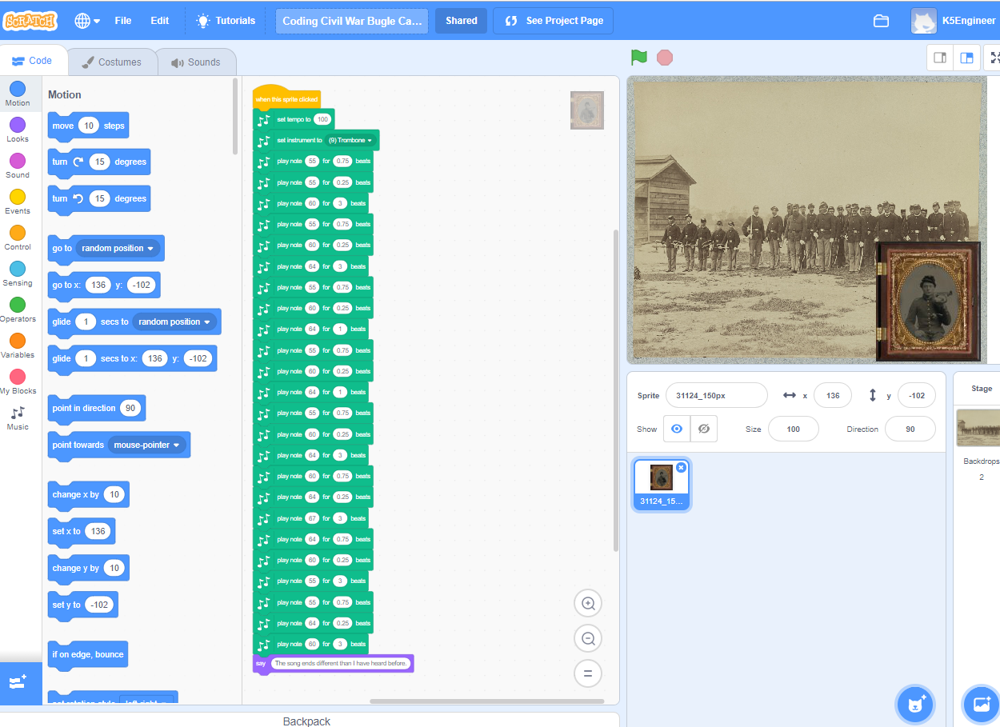 SCRATCH File Edit Tutorials Coding Civil War Bugle Ca... Shared See Project Page K5Engineer
Code Costumes Sounds
Motion
Looks
Sound
Events
Control
Sensing
Operators
Variables
My Blocks
Music
Motion
move 10 steps
turn 15 degrees
turn 15 degrees
go to random position
go to x: 136 y: -102
glide 1 secs to random position
glide 1 secs to x: 136 y: -102
point in direction 90
point towards mouse-pointer
change x by 10
set x to 136
change y by 10
set y to -102
if on edge, bounce
set rotation style left-right
when this sprite clicked
set tempo to 100
set instrument to (9) Trombone
play note 55 for 0.75 beats
play note 55 for 0.25 beats
play note 60 for 3 beats
play note 55 for 0.75 beats
play note 60 for 0.25 beats
play note 64 for 3 beats
play note 55 for 0.75 beats
play note 60 for 0.25 beats
play note 64 for 1 beats
play note 55 for 0.75 beats
play note 60 for 0.25 beats
play note 64 for 1 beats
play note 55 for 0.75 beats
play note 60 for 0.25 beats
play note 64 for 3 beats
play note 60 for 0.75 beats
play note 64 for 0.25 beats
play note 67 for 3 beats
play note 64 for 0.75 beats
play note 60 for 0.25 beats
play note 55 for 3 beats
play note 55 for 0.75 beats
play note 64 for 0.25 beats
play note 60 for 3 beats
say The song ends different than I have heard before.
Backpack
Sprite 31124_150px x 136 y -102
Show Size 100 Direction 90
31124_15...
Stage
Backdrops
2